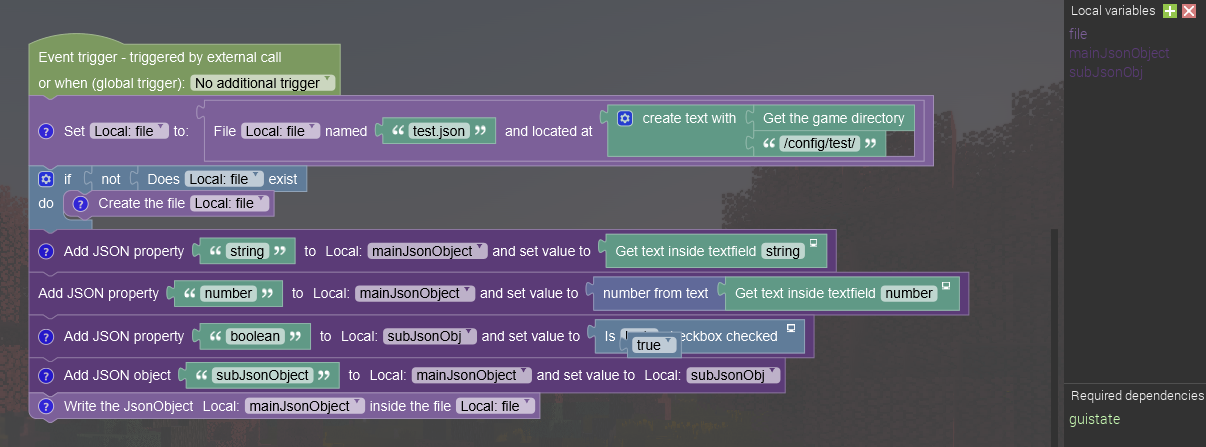 Event trigger - triggered by external call
or when (global trigger): No additional trigger
? Set Local: file to: File Local: file named “ test.json ” and located at create text with Get the game directory
“ /config/test/ ”
if not Does Local: file exist
do ? Create the file Local: file
? Add JSON property “ string ” to Local: mainJsonObject and set value to Get text inside textfield string
Add JSON property “ number ” to Local: mainJsonObject and set value to number from text Get text inside textfield number
? Add JSON property “ boolean ” to Local: subJsonObj and set value to Is checkbox checked
true
? Add JSON object “ subJsonObject ” to Local: mainJsonObject and set value to Local: subJsonObj
? Write the JsonObject Local: mainJsonObject inside the file Local: file
Local variables
file
mainJsonObject
subJsonObj
Required dependencies
guistate